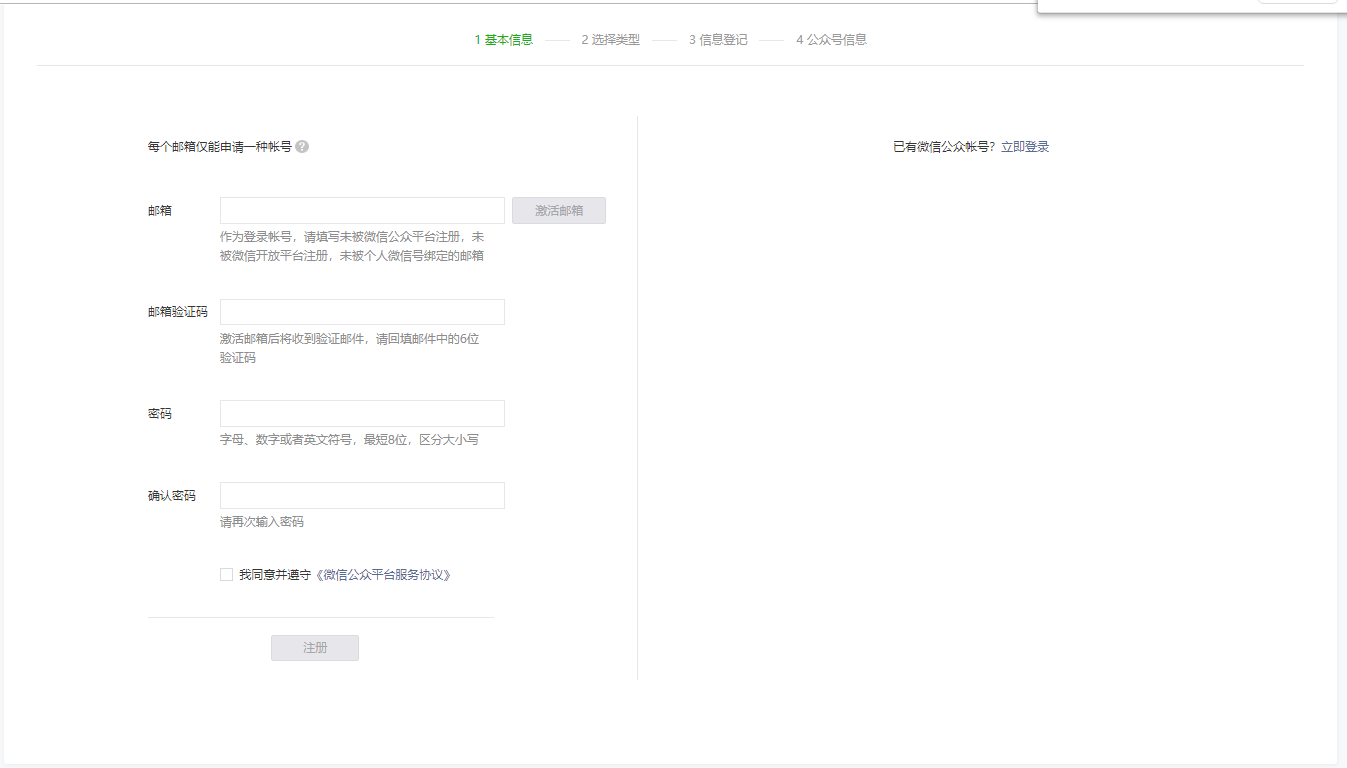 1 基本信息 2 选择类型 3 信息登记 4 公众号信息
每个邮箱仅能申请一种帐号 ?
已有微信公众帐号？立即登录
邮箱
激活邮箱
作为登录帐号，请填写未被微信公众平台注册，未
被微信开放平台注册，未被个人微信号绑定的邮箱
邮箱验证码
激活邮箱后将收到验证邮件，请回填邮件中的6位
验证码
密码
字母、数字或者英文符号，最短8位，区分大小写
确认密码
请再次输入密码
我同意并遵守《微信公众平台服务协议》
注册